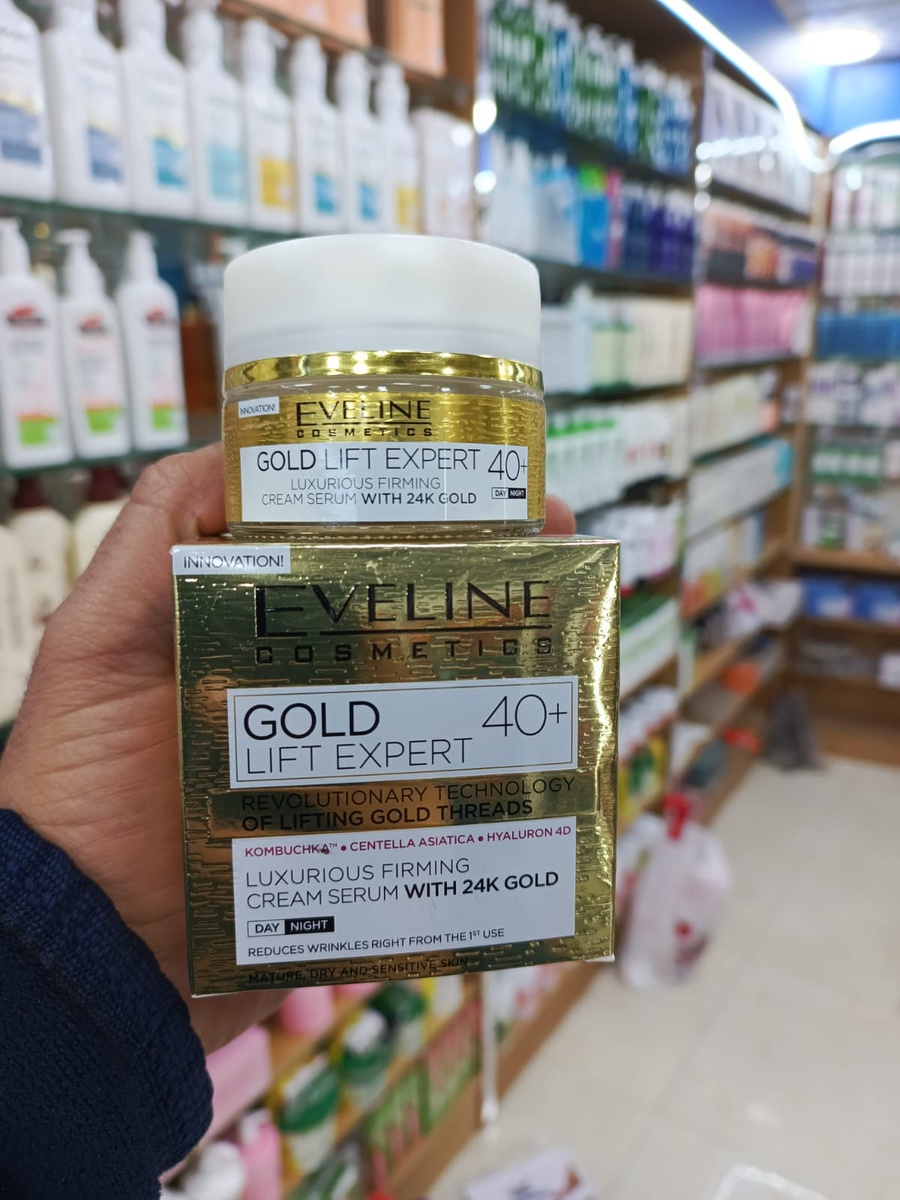 INNOVATION!
EVELINE
COSMETICS
GOLD LIFT EXPERT 40+
LUXURIOUS FIRMING
CREAM SERUM WITH 24K GOLD
DAY NIGHT
INNOVATION!
EVELINE
COSMETICS
GOLD 40+
LIFT EXPERT
REVOLUTIONARY TECHNOLOGY
OF LIFTING GOLD THREADS
KOMBUCHKA™ • CENTELLA ASIATICA • HYALURON 4D
LUXURIOUS FIRMING
CREAM SERUM WITH 24K GOLD
DAY NIGHT
REDUCES WRINKLES RIGHT FROM THE 1ST USE
MATURE, DRY AND SENSITIVE SKIN